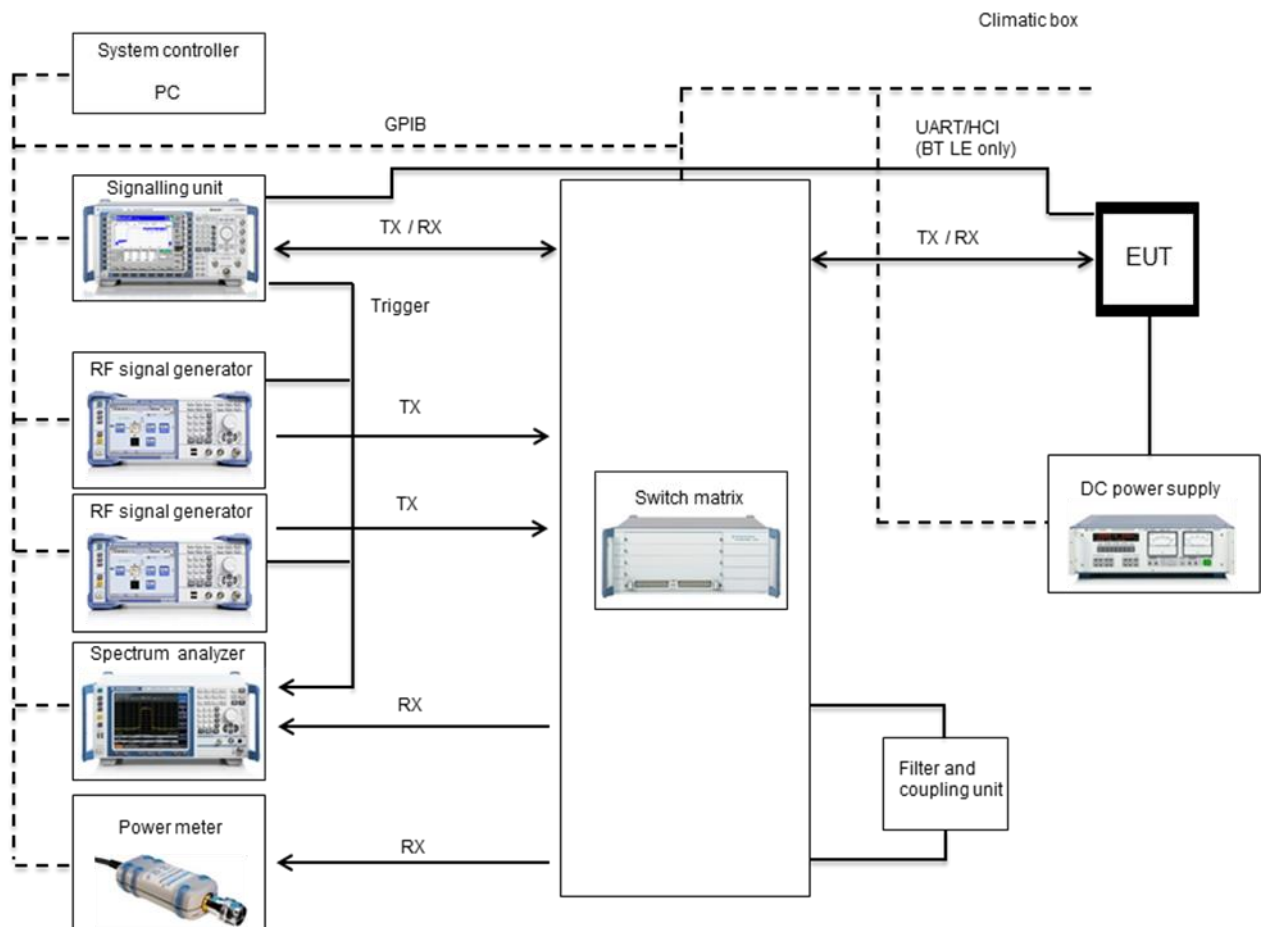 Climatic box
System controller
PC
GPIB
UART/HCI
(BT LE only)
Signalling unit
TX / RX
TX / RX
EUT
Trigger
RF signal generator
TX
DC power supply
Switch matrix
RF signal generator
TX
Spectrum analyzer
RX
Filter and
coupling unit
Power meter
RX